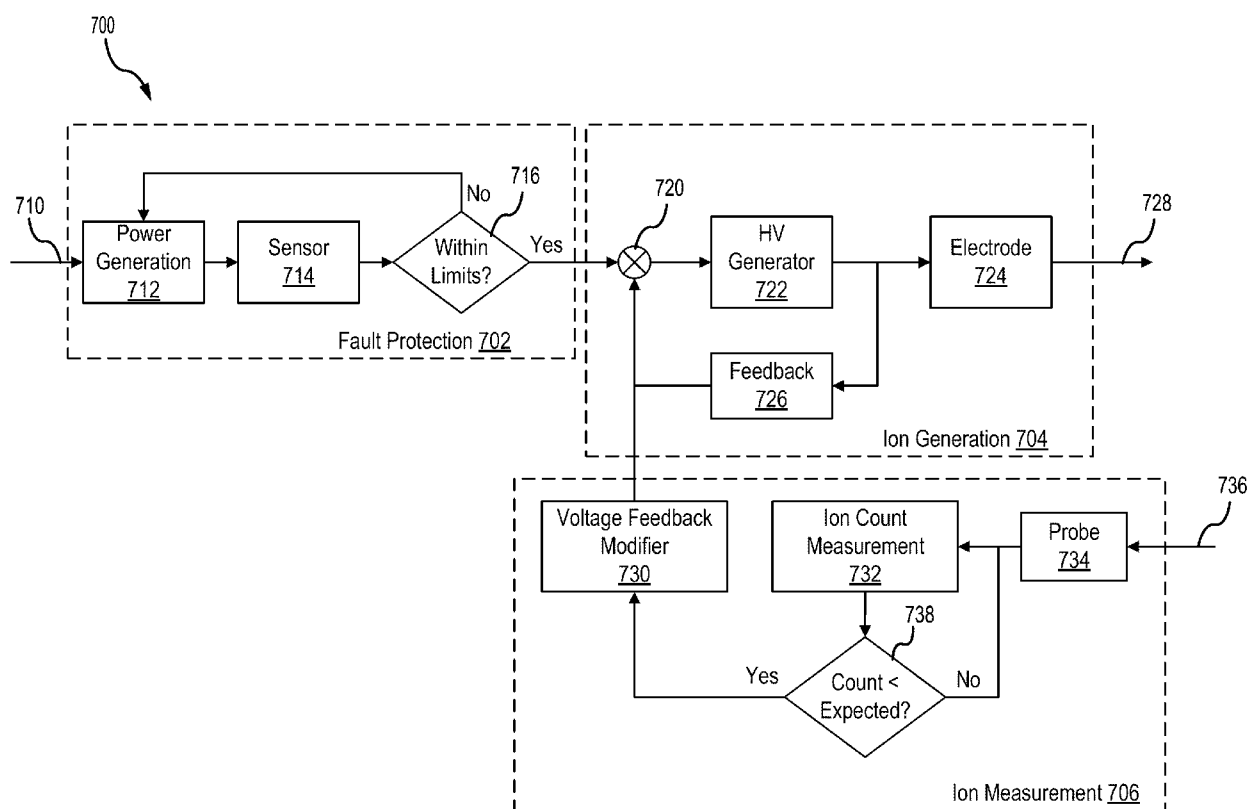 700
710
Power
Generation
712
Sensor
714
No
716
Within
Limits?
Yes
Fault Protection 702
720
HV
Generator
722
Electrode
724
728
Feedback
726
Ion Generation 704
Voltage Feedback
Modifier
730
Ion Count
Measurement
732
Probe
734
736
738
Yes
Count <
Expected?
No
Ion Measurement 706